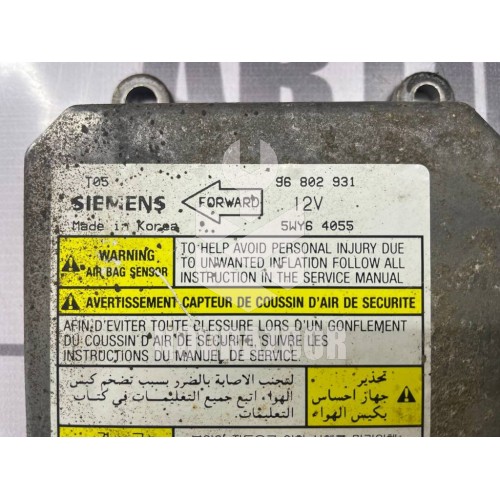 T05
96 802 931
SIEMENS
FORWARD
12V
Made in Korea
5WY6 4055
WARNING
AIR BAG SENSOR
TO HELP AVOID PERSONAL INJURY DUE
TO UNWANTED INFLATION FOLLOW ALL
INSTRUCTION IN THE SERVICE MANUAL
AVERTISSEMENT CAPTEUR DE COUSSIN D'AIR DE SECURITE
AFIN D'EVITER TOUTE CLESSURE LORS D'UN GONFLEMENT
DU COUSSIN D'AIR DE SECURITE, SUIVRE LES
INSTRUCTIONS DU MANUEL DE SERVICE.
تحذير
جهاز احساس
بكيس الهواء
لتجنب الاصابة بالضرر بسبب تضخم كيس
الهواء اتبع جميع التعليمات في كتاب
التعليمات.